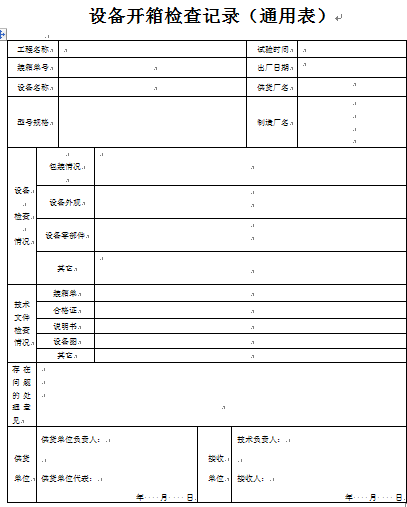 设备开箱检查记录（通用表）
工程名称 试验时间
装箱单号 出厂日期
设备名称 供货厂名
型号规格 制造厂名
设备
检查
情况
包装情况
设备外观
设备零部件
其它
技术
文件
检查
情况
装箱单
合格证
说明书
设备图
其它
存在
问题
的处
理意
见
供货
单位
供货单位负责人：
供货单位代表：
年 月 日
接收
单位
技术负责人：
接收人：
年 月 日